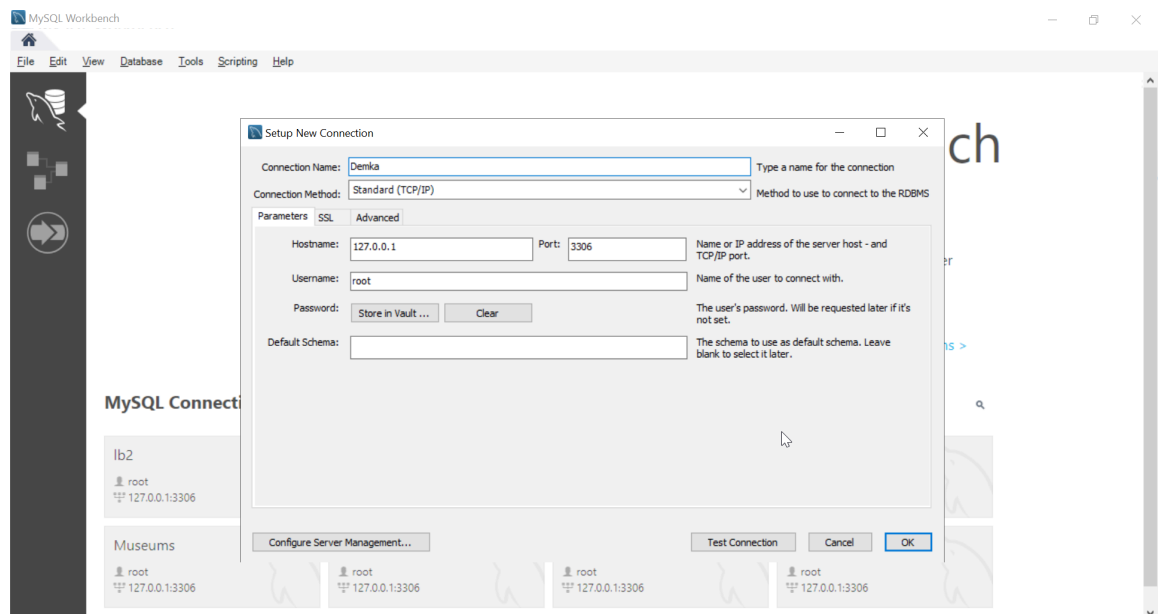 MySQL Workbench
File Edit View Database Tools Scripting Help
ch
Setup New Connection
Connection Name: Demka Type a name for the connection
Connection Method: Standard (TCP/IP) Method to use to connect to the RDBMS
Parameters SSL Advanced
Hostname: 127.0.0.1 Port: 3306 Name or IP address of the server host - and
TCP/IP port.
er
Username: root Name of the user to connect with.
Password: Store in Vault ... Clear The user's password. Will be requested later if it's
not set.
Default Schema: The schema to use as default schema. Leave
blank to select it later.
ns >
MySQL Connecti
lb2
root
127.0.0.1:3306
Configure Server Management... Test Connection Cancel OK
Museums
root root root root
127.0.0.1:3306 127.0.0.1:3306 127.0.0.1:3306 127.0.0.1:3306